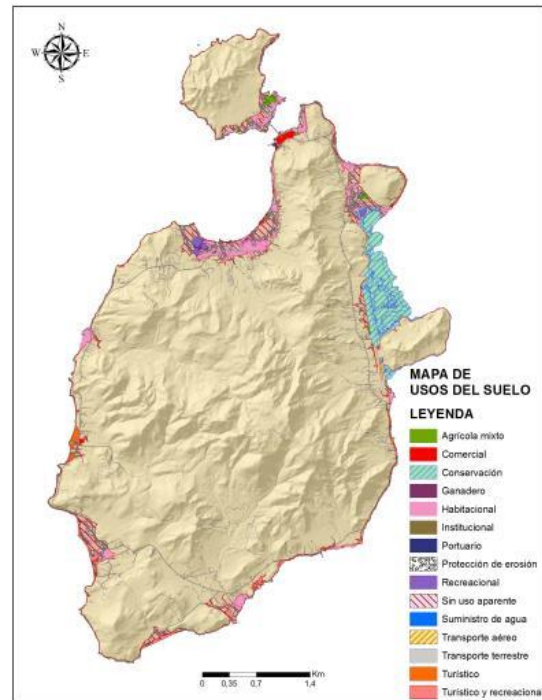 N
W E
S
MAPA DE
USOS DEL SUELO
LEYENDA
Agrícola mixto
Comercial
Conservación
Ganadero
Habitacional
Institucional
Portuario
Protección de erosión
Recreacional
Sin uso aparente
Suministro de agua
Transporte aéreo
Transporte terrestre
Turístico
Turístico y recreacional
Km
0 0,35 0,7 1,4